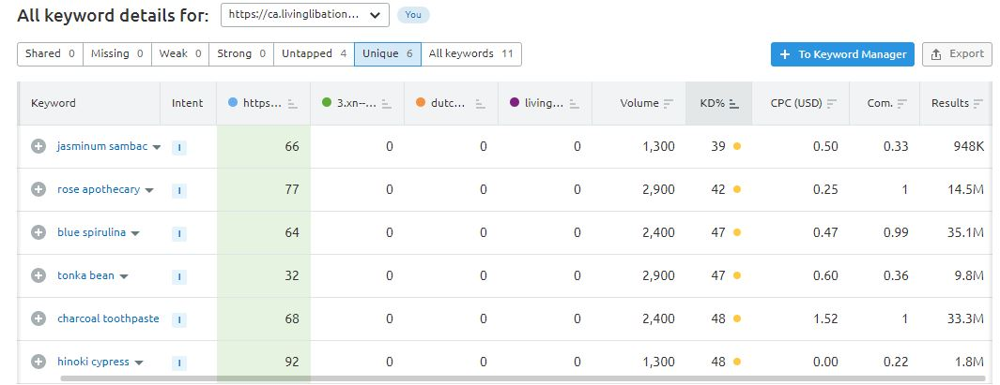 All keyword details for: https://ca.livinglibation... You
Shared 0 Missing 0 Weak 0 Strong 0 Untapped 4 Unique 6 All keywords 11 + To Keyword Manager Export
Keyword Intent https... 3.xn--... dutc... living... Volume KD% CPC (USD) Com. Results
jasminum sambac I 66 0 0 0 1,300 39 0.50 0.33 948K
rose apothecary I 77 0 0 0 2,900 42 0.25 1 14.5M
blue spirulina I 64 0 0 0 2,400 47 0.47 0.99 35.1M
tonka bean I 32 0 0 0 2,900 47 0.60 0.36 9.8M
charcoal toothpaste I 68 0 0 0 2,400 48 1.52 1 33.3M
hinoki cypress I 92 0 0 0 1,300 48 0.00 0.22 1.8M